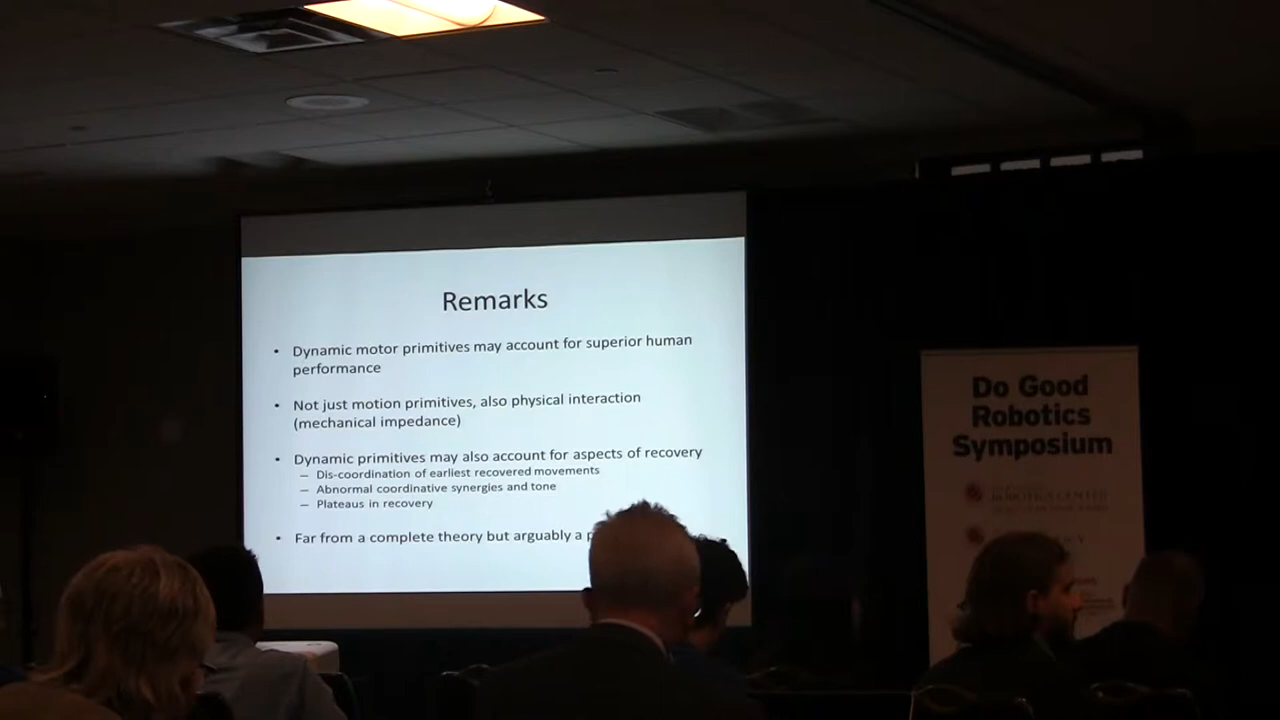 Remarks
• Dynamic motor primitives may account for superior human
performance
• Not just motion primitives, also physical interaction
(mechanical impedance)
• Dynamic primitives may also account for aspects of recovery
– Dis-coordination of earliest recovered movements
– Abnormal coordinative synergies and tone
– Plateaus in recovery
• Far from a complete theory but arguably a
Do Good
Robotics
Symposium
ROBOTICS CENTER